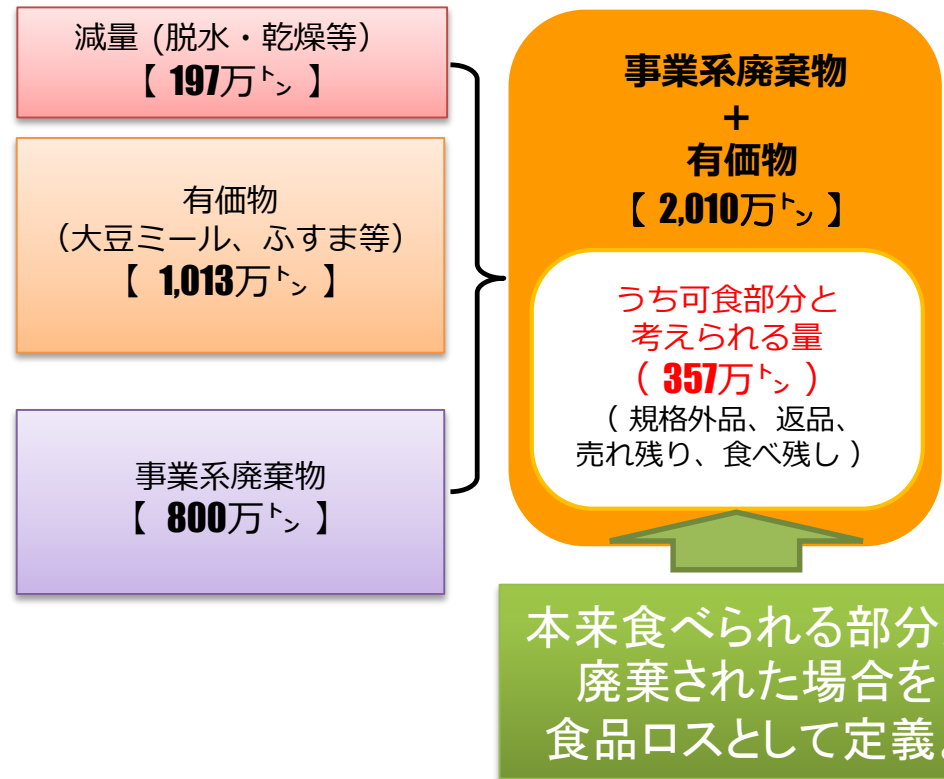 減量 (脱水・乾燥等）
【 197万㌧ 】
有価物
（大豆ミール、ふすま等）
【 1,013万㌧ 】
事業系廃棄物
【 800万㌧ 】
事業系廃棄物
+
有価物
【 2,010万㌧ 】
うち可食部分と
考えられる量
（ 357万㌧ ）
（ 規格外品、返品、
売れ残り、食べ残し ）
本来食べられる部分
廃棄された場合を
食品ロスとして定義